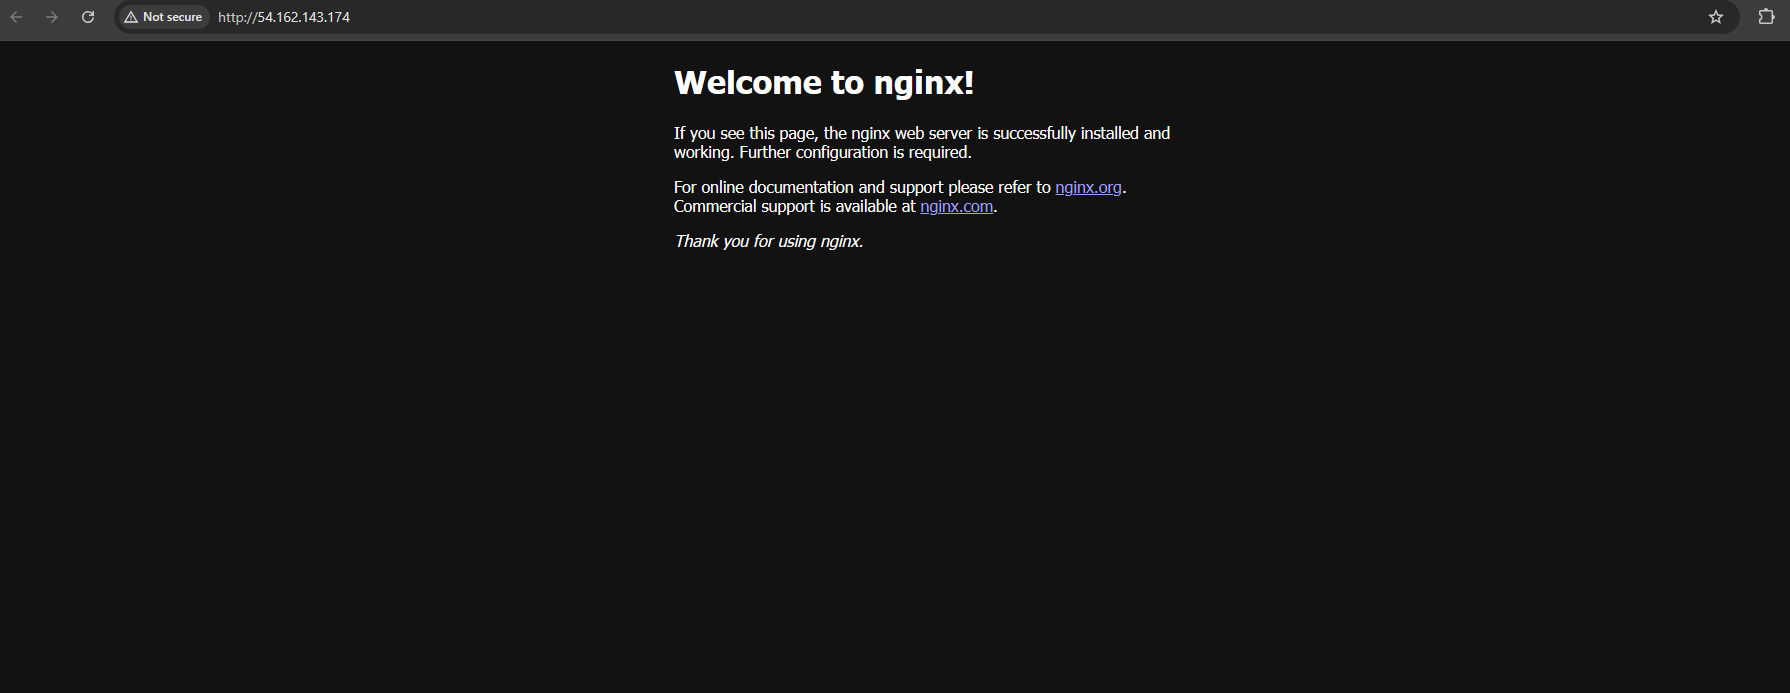 Not secure http://54.162.143.174
Welcome to nginx!
If you see this page, the nginx web server is successfully installed and
working. Further configuration is required.
For online documentation and support please refer to nginx.org.
Commercial support is available at nginx.com.
Thank you for using nginx.